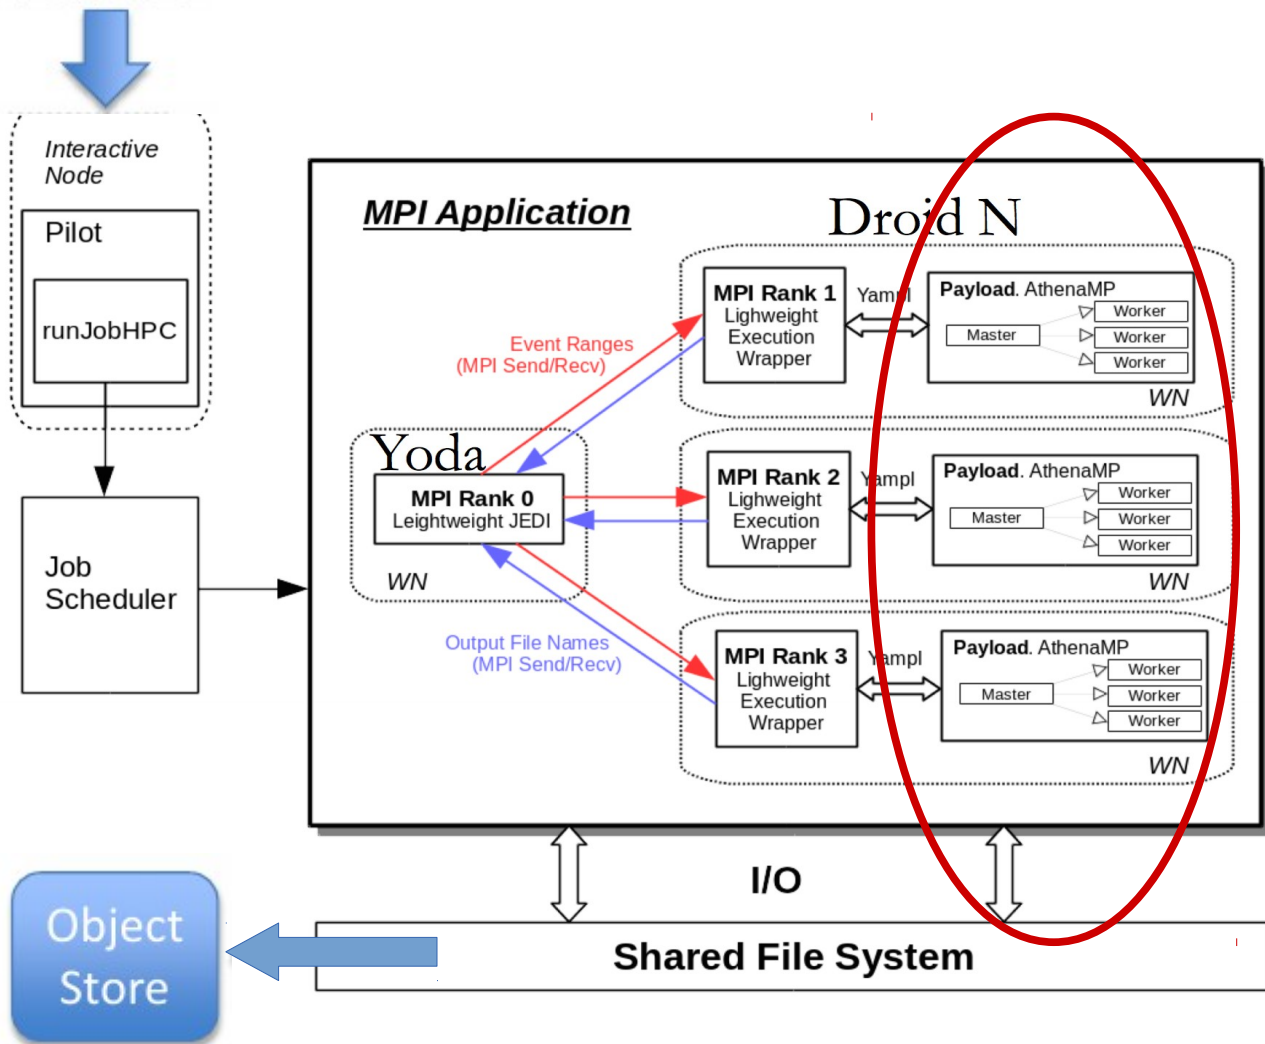 Interactive
Node
Pilot
runJobHPC
Job
Scheduler
MPI Application
Droid N
Event Ranges
(MPI Send/Recv)
Yoda
MPI Rank 0
Leightweight JEDI
WN
Output File Names
(MPI Send/Recv)
MPI Rank 1
Lighweight
Execution
Wrapper
Yampl
Payload. AthenaMP
Master
Worker
Worker
Worker
WN
MPI Rank 2
Lighweight
Execution
Wrapper
Yampl
Payload. AthenaMP
Master
Worker
Worker
Worker
WN
MPI Rank 3
Lighweight
Execution
Wrapper
Yampl
Payload. AthenaMP
Master
Worker
Worker
Worker
WN
I/O
Shared File System
Object
Store